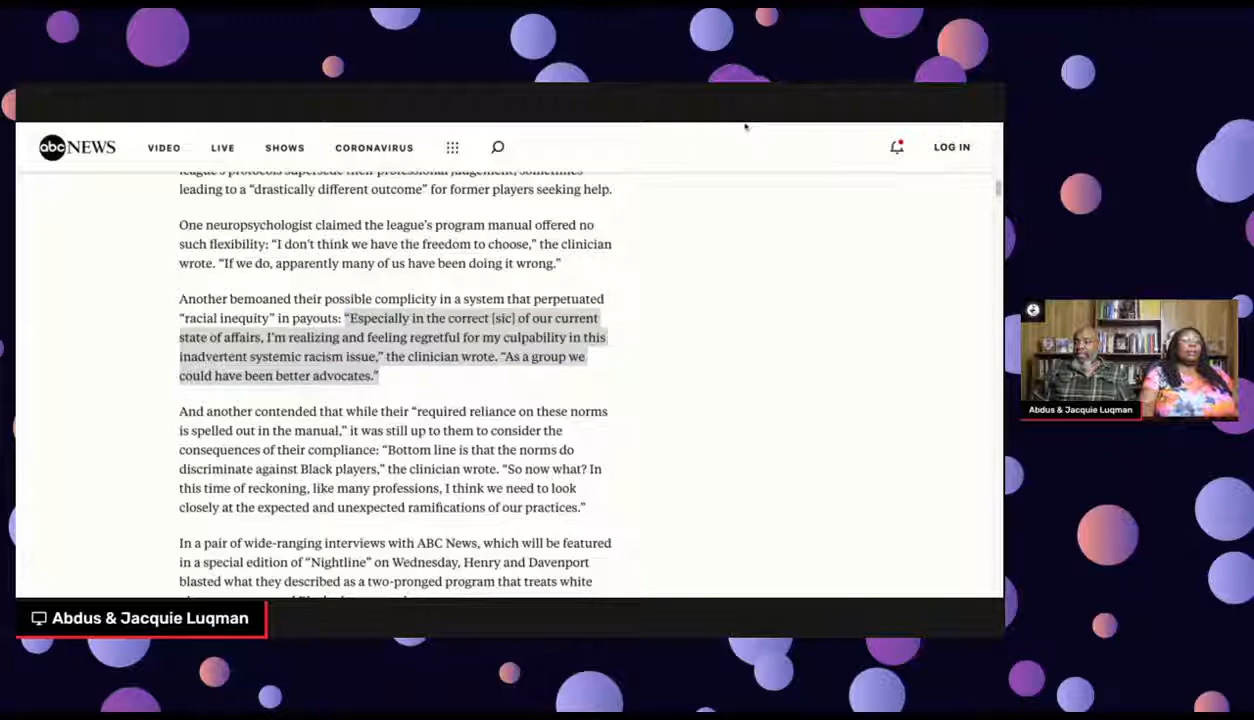 abc NEWS VIDEO LIVE SHOWS CORONAVIRUS LOG IN
league's protocols supersede their professional judgement, sometimes
leading to a “drastically different outcome” for former players seeking help.
One neuropsychologist claimed the league's program manual offered no
such flexibility: “I don't think we have the freedom to choose,” the clinician
wrote. “If we do, apparently many of us have been doing it wrong.”
Another bemoaned their possible complicity in a system that perpetuated
“racial inequity” in payouts: “Especially in the correct [sic] of our current
state of affairs, I'm realizing and feeling regretful for my culpability in this
inadvertent systemic racism issue,” the clinician wrote. “As a group we
could have been better advocates.”
And another contended that while their “required reliance on these norms
is spelled out in the manual,” it was still up to them to consider the
consequences of their compliance: “Bottom line is that the norms do
discriminate against Black players,” the clinician wrote. “So now what? In
this time of reckoning, like many professions, I think we need to look
closely at the expected and unexpected ramifications of our practices.”
In a pair of wide-ranging interviews with ABC News, which will be featured
in a special edition of “Nightline” on Wednesday, Henry and Davenport
blasted what they described as a two-pronged program that treats white
Abdus & Jacquie Luqman
Abdus & Jacquie Luqman